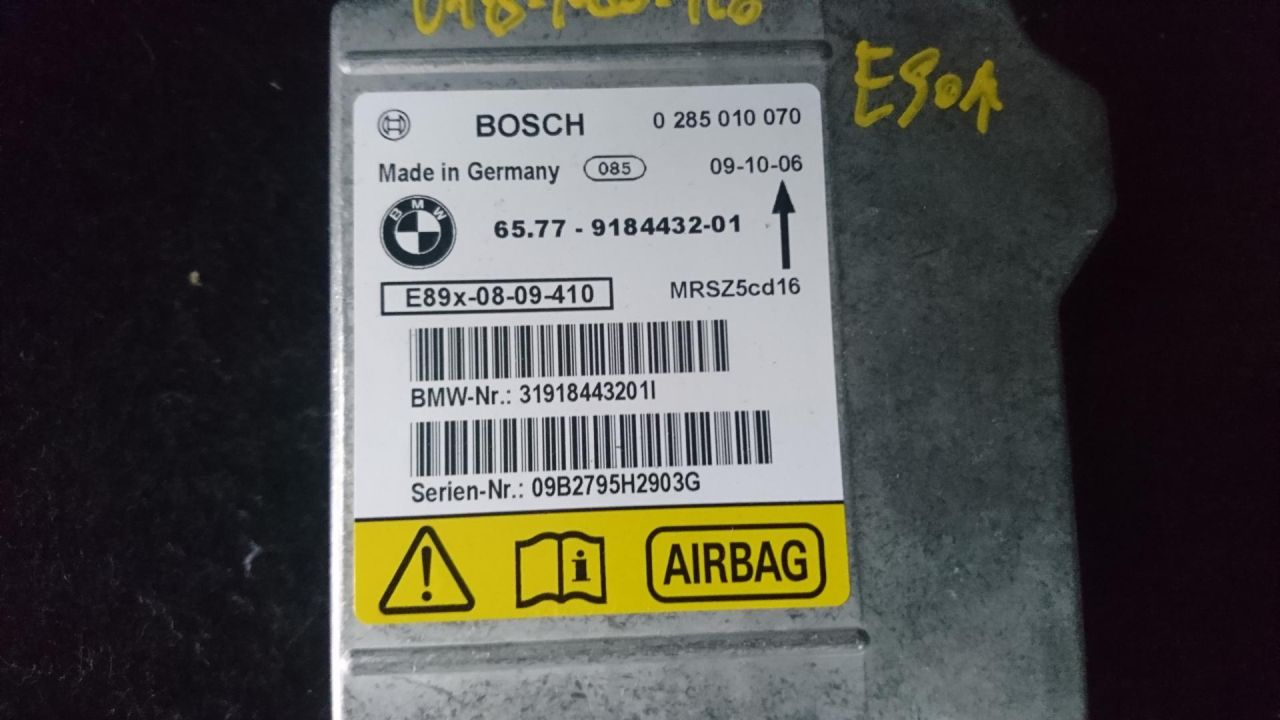 BOSCH 0 285 010 070
Made in Germany 085 09-10-06
BMW
65.77 - 9184432-01
E89x-08-09-410 MRSZ5cd16
BMW-Nr.: 31918443201I
Serien-Nr.: 09B2795H2903G
! i AIRBAG